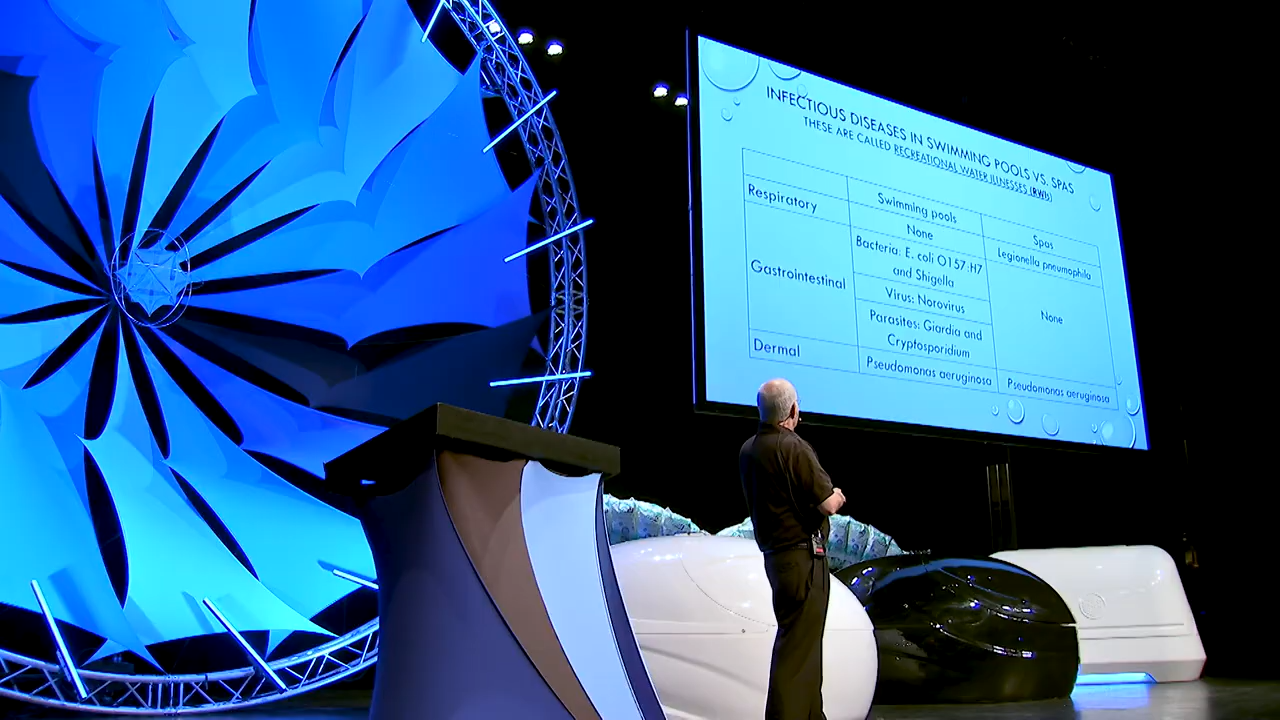 INFECTIOUS DISEASES IN SWIMMING POOLS VS. SPAS
THESE ARE CALLED RECREATIONAL WATER ILLNESSES (RWIs)
Swimming pools
Spas
Respiratory
None
Legionella pneumophila
Gastrointestinal
Bacteria: E. coli O157:H7
and Shigella
Virus: Norovirus
Parasites: Giardia and
Cryptosporidium
None
Dermal
Pseudomonas aeruginosa
Pseudomonas aeruginosa